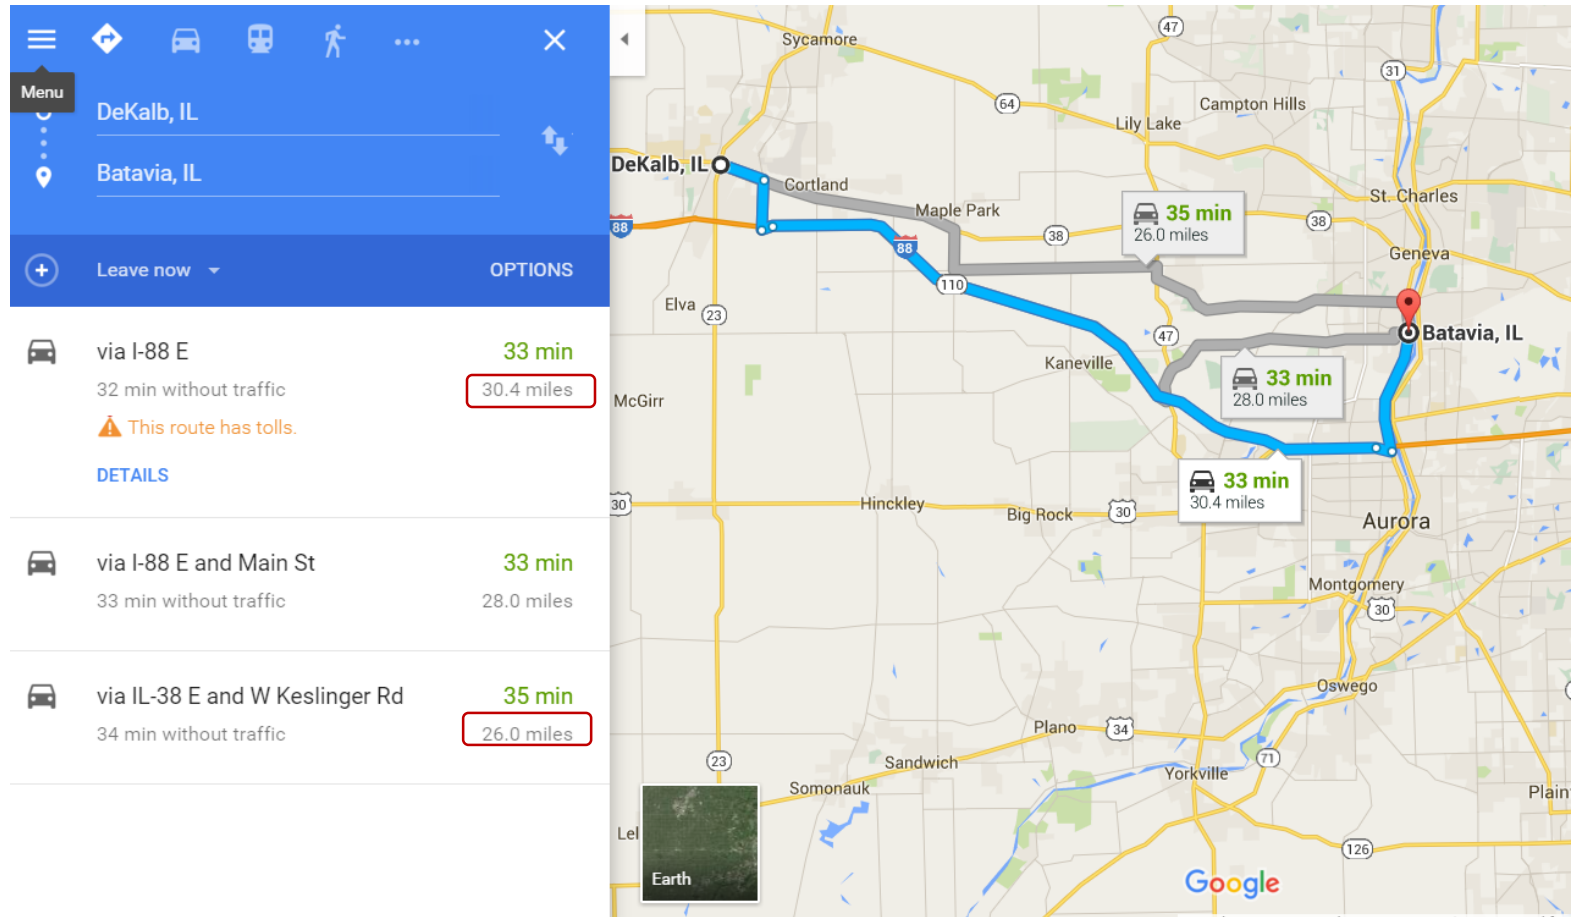 Menu
DeKalb, IL
Batavia, IL
Leave now
OPTIONS
via I-88 E
33 min
32 min without traffic
30.4 miles
This route has tolls.
DETAILS
via I-88 E and Main St
33 min
33 min without traffic
28.0 miles
via IL-38 E and W Keslinger Rd
35 min
34 min without traffic
26.0 miles
Sycamore
47
31
64
Campton Hills
Lily Lake
DeKalb, IL
Cortland
St. Charles
Maple Park
35 min
26.0 miles
88
38
38
88
Geneva
110
Elva
23
47
Batavia, IL
Kaneville
33 min
28.0 miles
McGirr
33 min
30.4 miles
30
Hinckley
Big Rock
30
Aurora
Montgomery
30
Oswego
Plano
34
23
Sandwich
71
Yorkville
Somonauk
Plain
Lel
126
Earth
Google